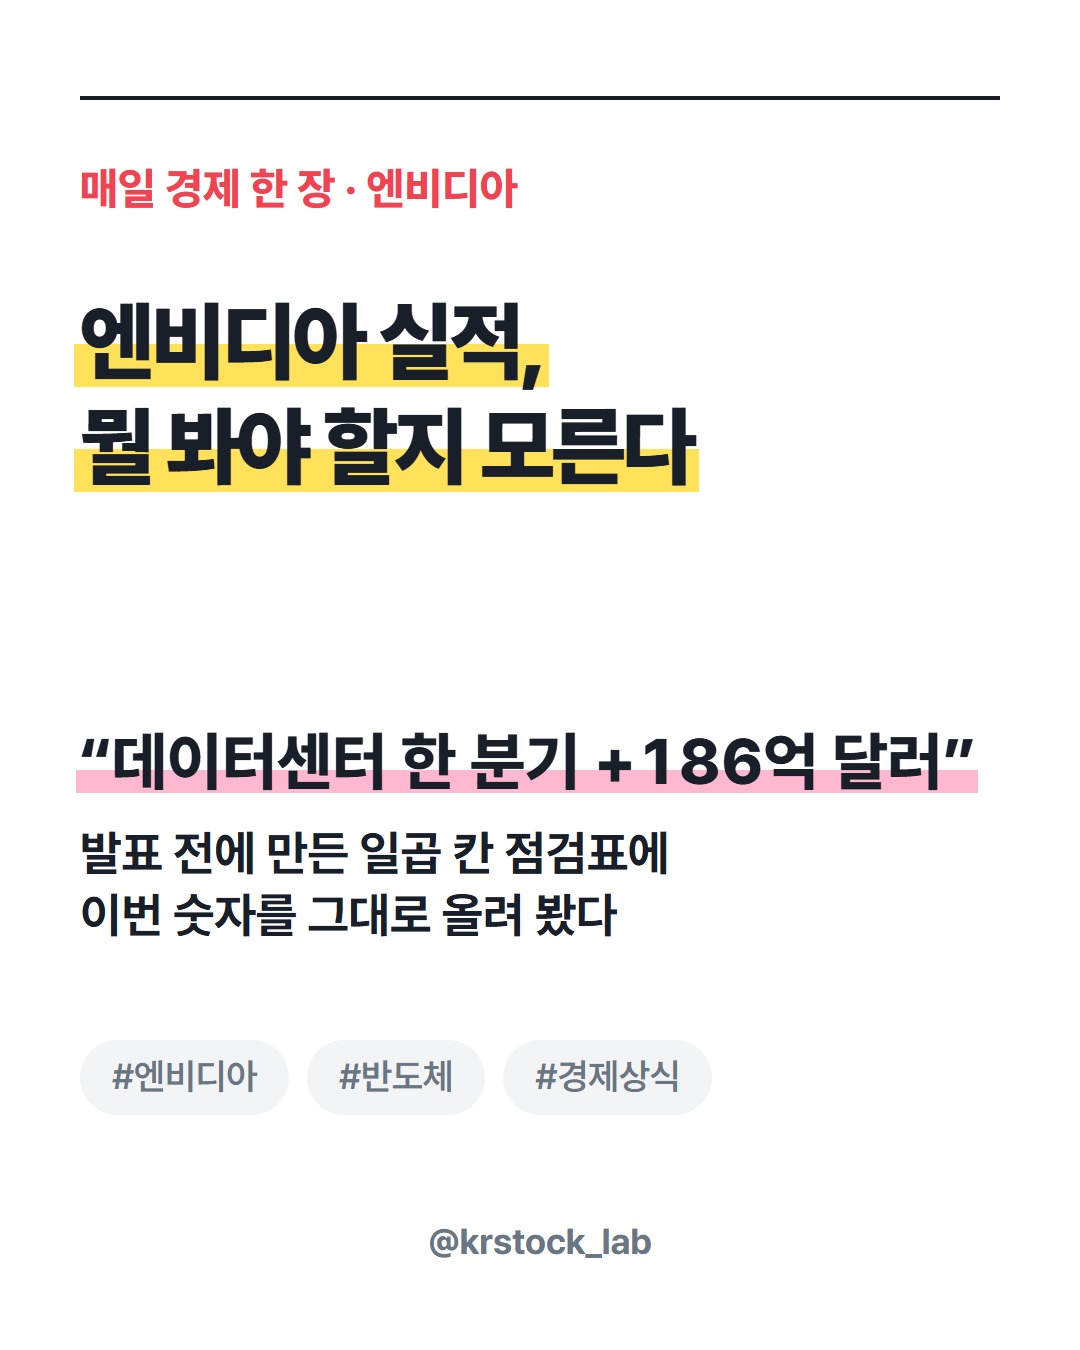 매일 경제 한 장 · 엔비디아
엔비디아 실적,
뭘 봐야 할지 모른다
“데이터센터 한 분기 +186억 달러”
발표 전에 만든 일곱 칸 점검표에
이번 숫자를 그대로 올려 봤다
#엔비디아 #반도체 #경제상식
@krstock_lab